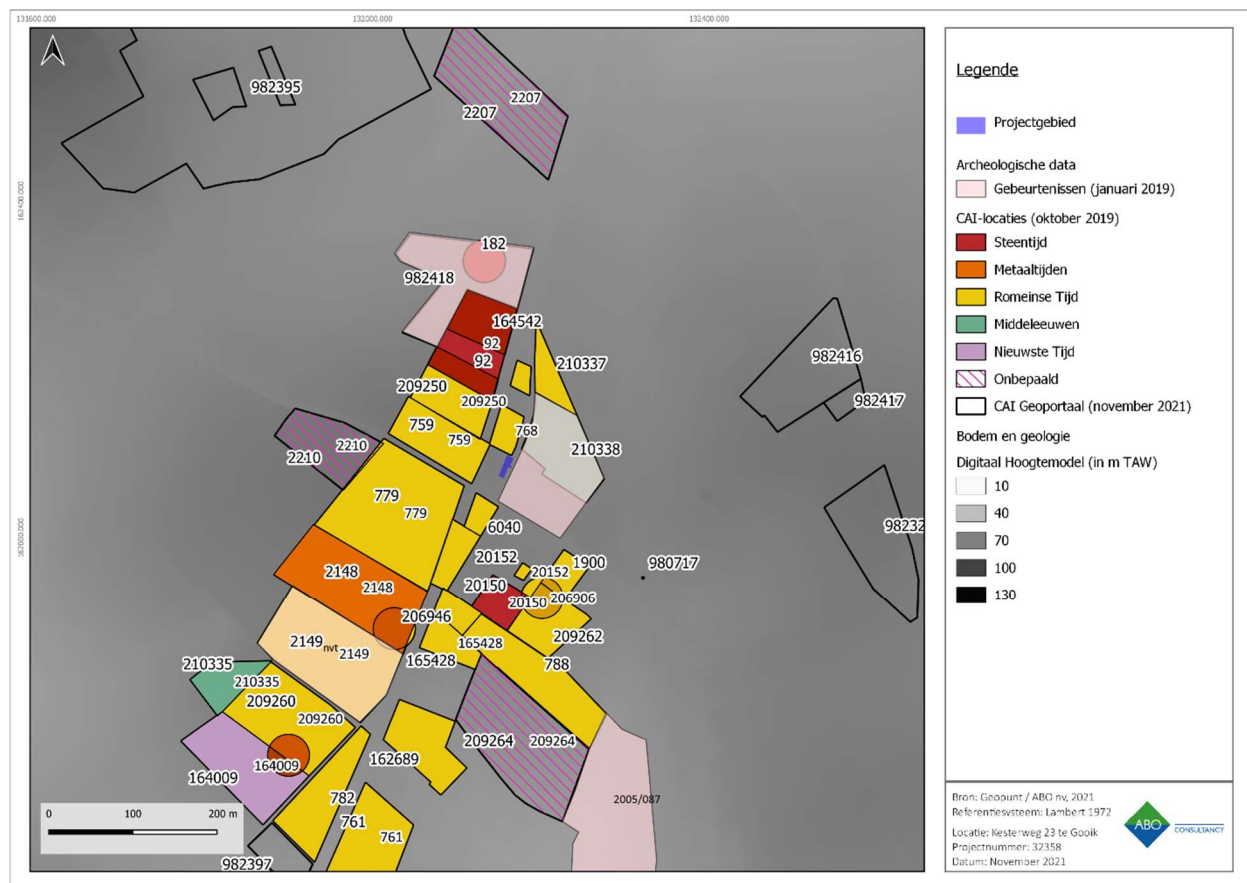 131600.000
132000.000
132400.000
162400.000
162000.000
982395
2207
2207
182
982418
164542
92
92
210337
982416
982417
209250
209250
759
759
768
210338
2210
2210
779
779
6040
98232
20152
1900
980717
2148
2148
20152
20150
20150
206906
206946
209262
2149
nvt
2149
165428
165428
788
210335
210335
209260
209260
209264
209264
164009
164009
162689
782
761
761
2005/087
982397
0
100
200 m
Legende
Projectgebied
Archeologische data
Gebeurtenissen (januari 2019)
CAI-locaties (oktober 2019)
Steentijd
Metaaltijden
Romeinse Tijd
Middeleeuwen
Nieuwste Tijd
Onbepaald
CAI Geoportaal (november 2021)
Bodem en geologie
Digitaal Hoogtemodel (in m TAW)
10
40
70
100
130
Bron: Geopunt / ABO nv, 2021
Referentiesysteem: Lambert 1972
Locatie: Kesterweg 23 te Gooik
Projectnummer: 32358
Datum: November 2021
ABO
CONSULTANCY